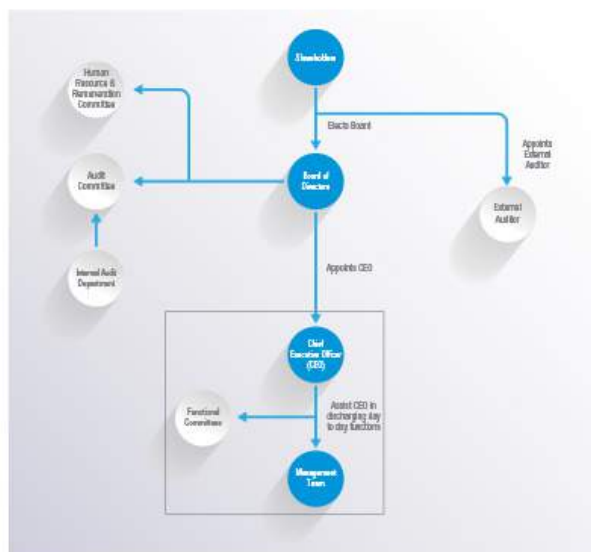 Shareholders
Human
Resource &
Remuneration
Committee
Elects Board
Appoints
External
Auditor
Audit
Committee
Board of
Directors
External
Auditor
Internal Audit
Department
Appoints CEO
Chief
Executive Officer
(CEO)
Functional
Committees
Assist CEO in
discharging day
to day functions
Management
Team